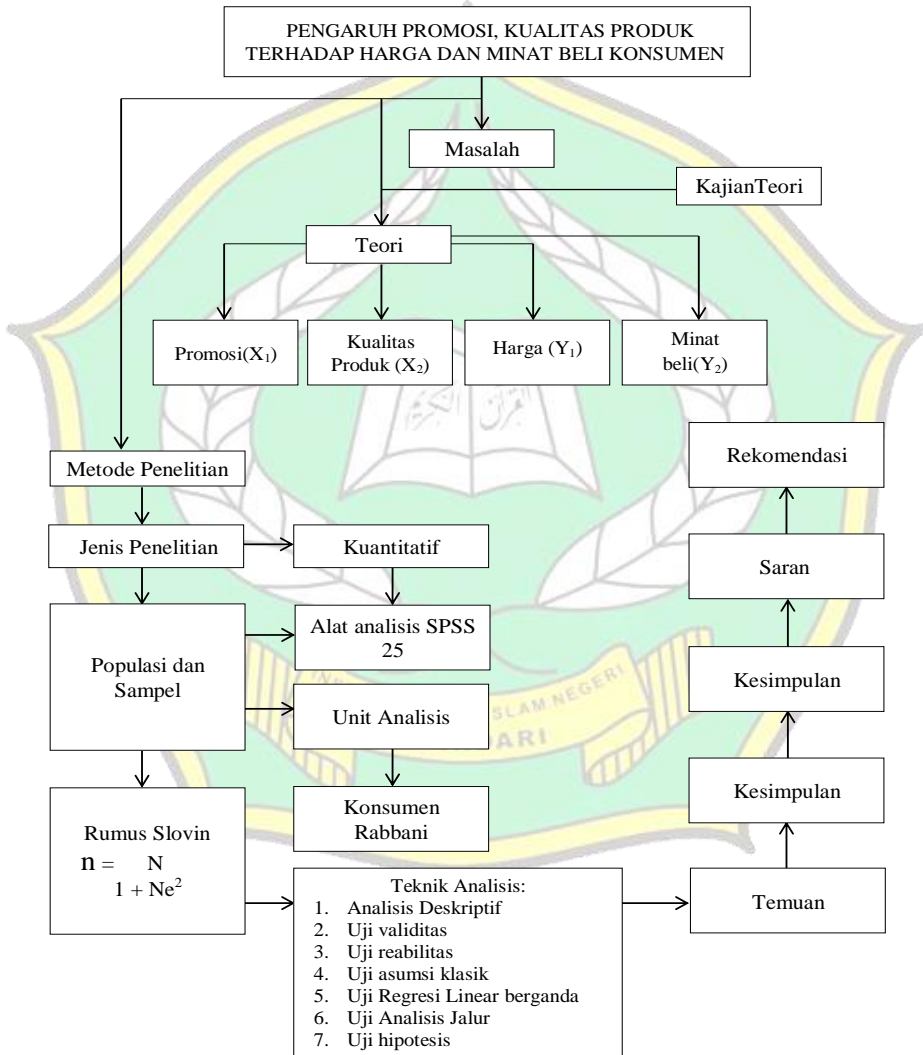 PENGARUH PROMOSI, KUALITAS PRODUK
TERHADAP HARGA DAN MINAT BELI KONSUMEN
Masalah
KajianTeori
Teori
Promosi(X₁)
Kualitas
Produk (X₂)
Harga (Y₁)
Minat
beli(Y₂)
Metode Penelitian
Rekomendasi
Jenis Penelitian
Kuantitatif
Saran
Populasi dan
Sampel
Alat analisis SPSS
25
Unit Analisis
Kesimpulan
SLAM NEGERI
DARI
Konsumen
Rabbani
Kesimpulan
Rumus Slovin
n = N
1 + Ne²
Teknik Analisis:
1. Analisis Deskriptif
2. Uji validitas
3. Uji reabilitas
4. Uji asumsi klasik
5. Uji Regresi Linear berganda
6. Uji Analisis Jalur
7. Uji hipotesis
Temuan